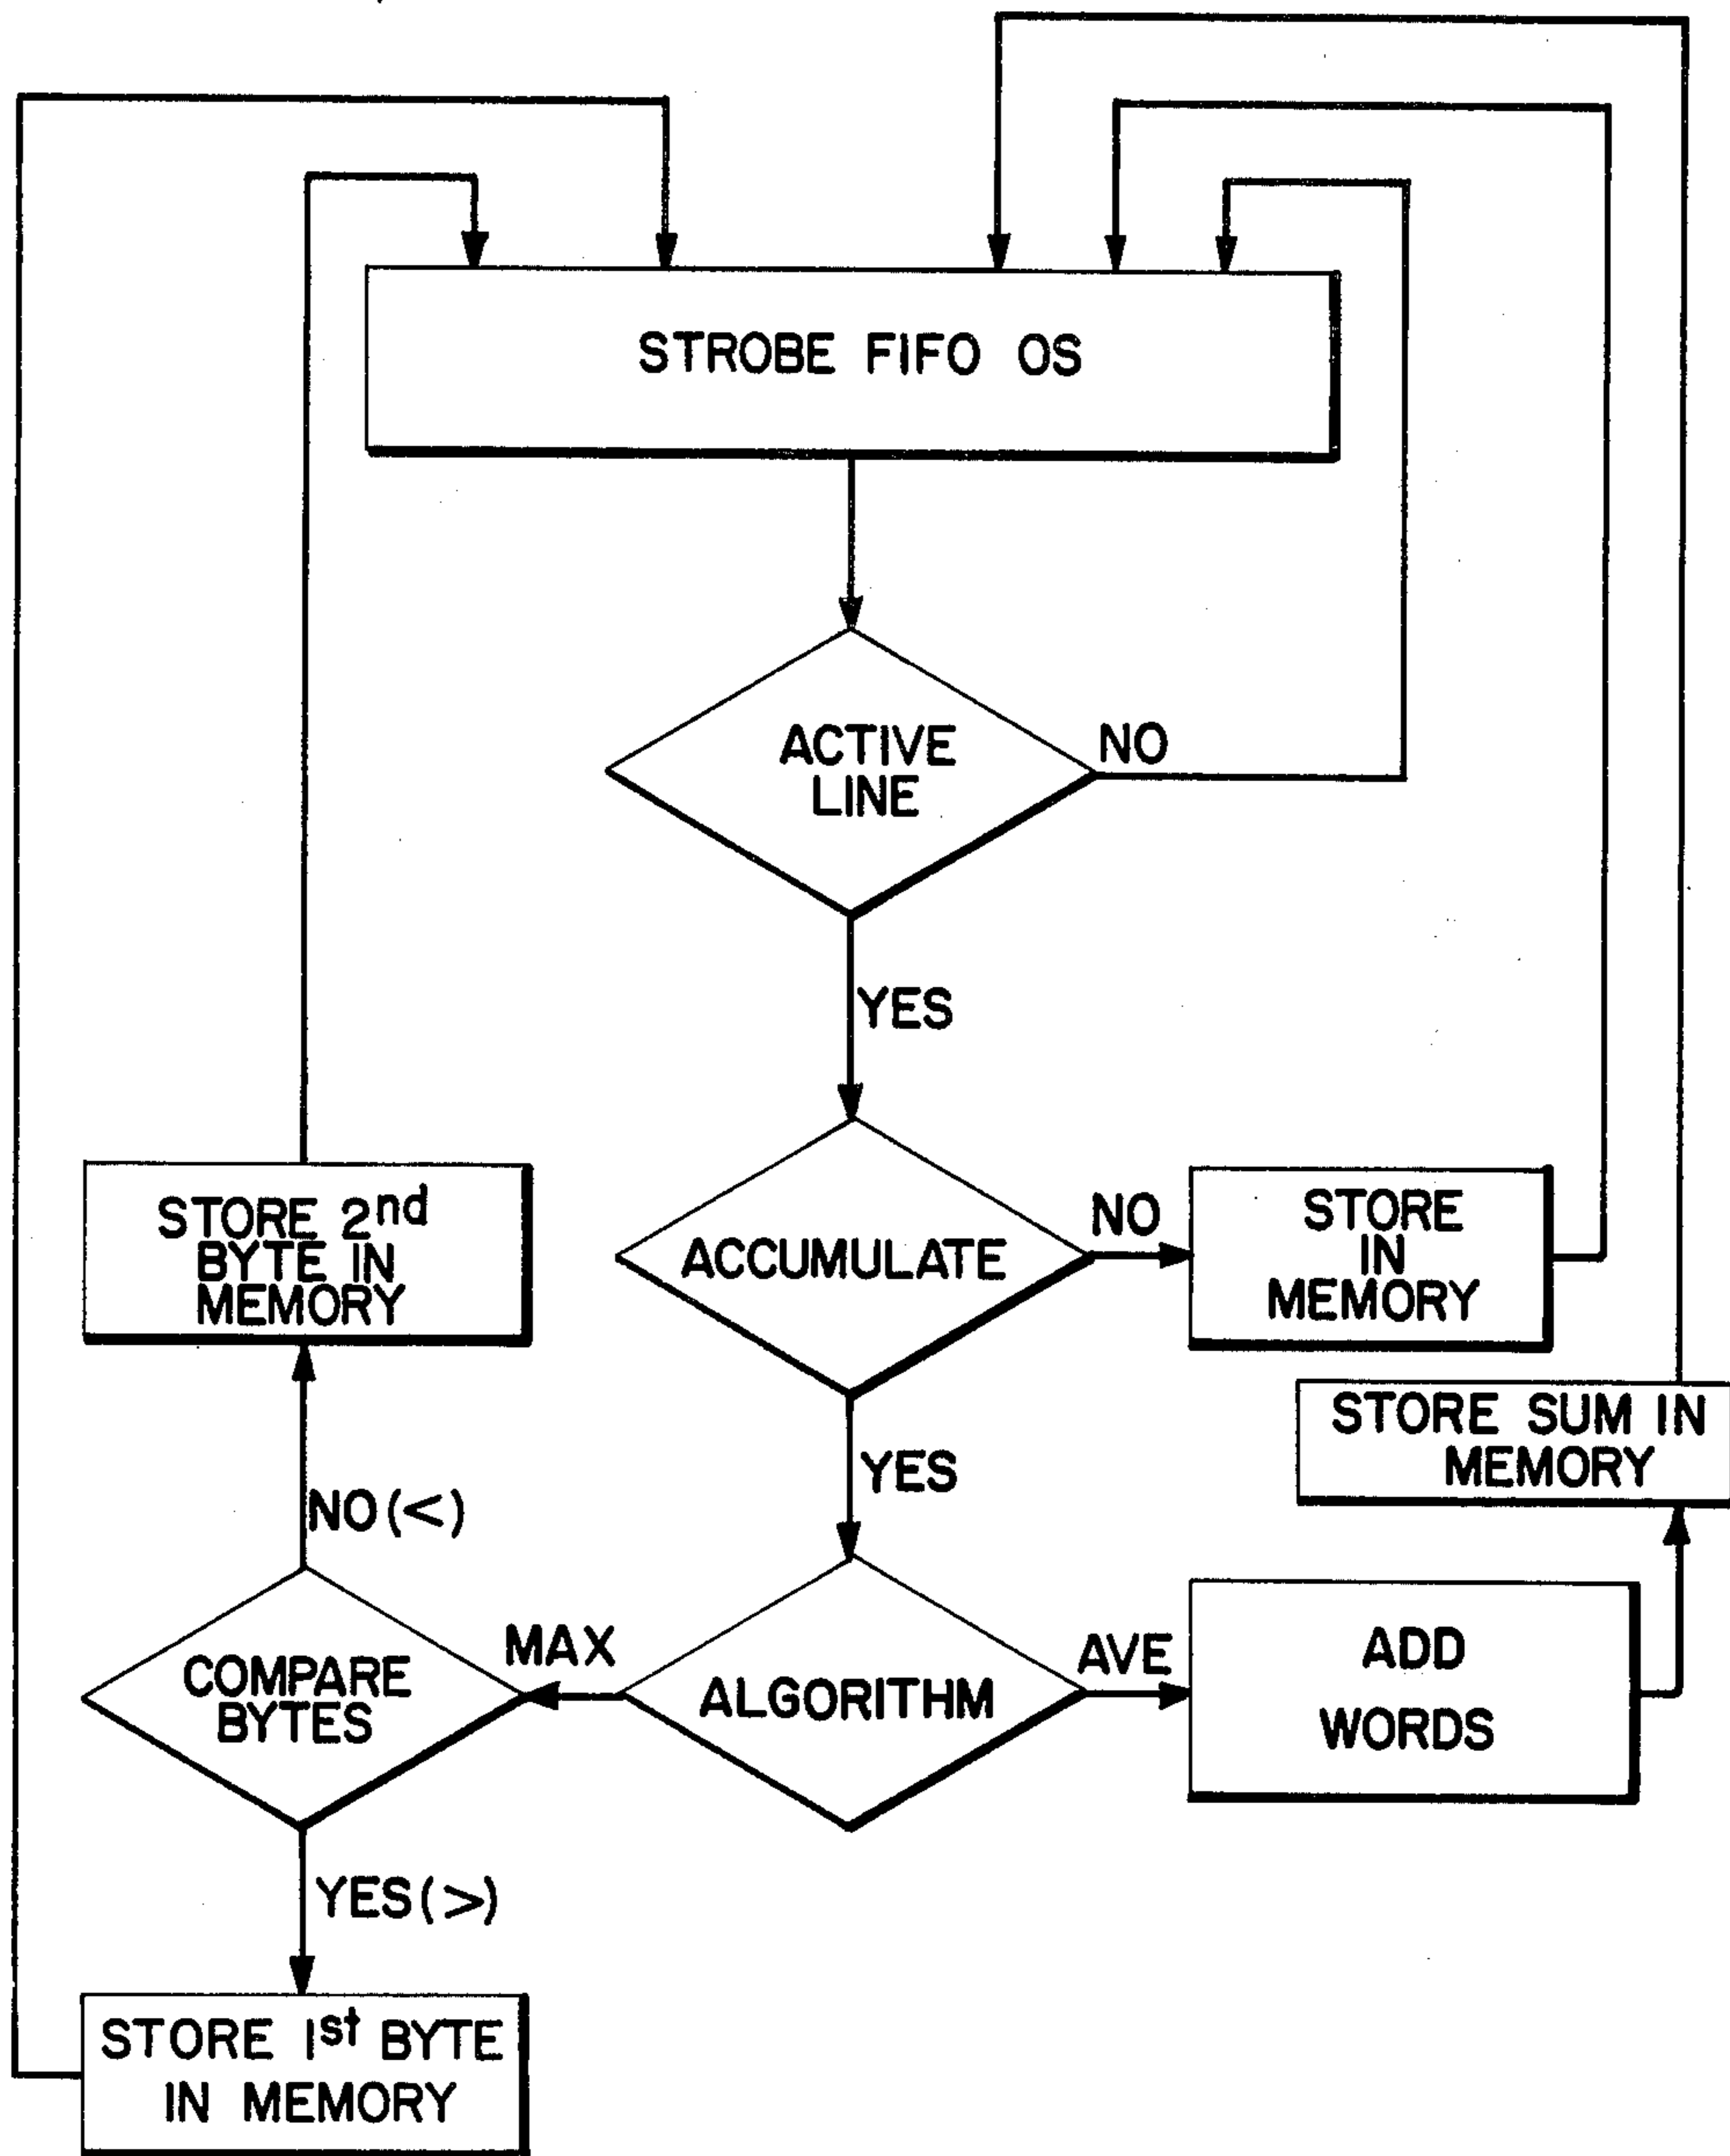 STROBE FIFO OS
ACTIVE
LINE
NO
YES
STORE 2nd
BYTE IN
MEMORY
ACCUMULATE
NO
STORE
IN
MEMORY
STORE SUM IN
MEMORY
YES
NO(<)
COMPARE
BYTES
MAX
ALGORITHM
AVE
ADD
WORDS
YES(>)
STORE 1st BYTE
IN MEMORY